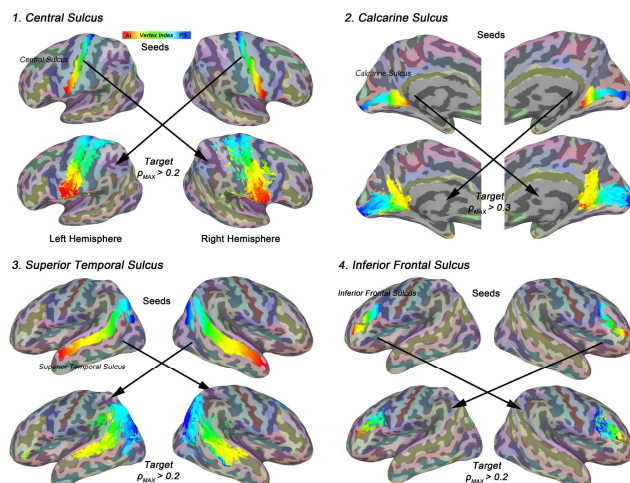 1. Central Sulcus
AI Vertex Index PS
Seeds
Central Sulcus
Target
ρMAX > 0.2
Left Hemisphere
Right Hemisphere
2. Calcarine Sulcus
Seeds
Calcarine Sulcus
Target
ρMAX > 0.3
3. Superior Temporal Sulcus
Seeds
Superior Temporal Sulcus
Target
ρMAX > 0.2
4. Inferior Frontal Sulcus
Inferior Frontal Sulcus
Seeds
Target
ρMAX > 0.2